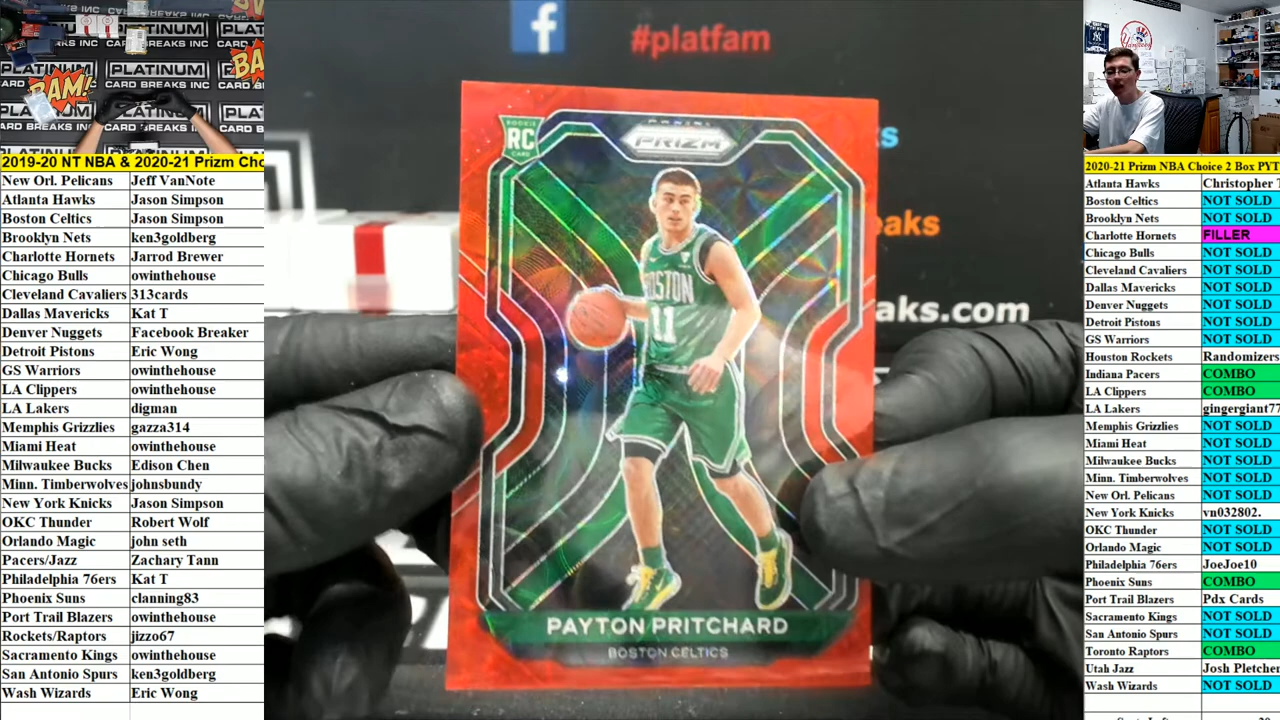 PLATINUM
CARD BREAKS INC
BAM!
2019-20 NT NBA & 2020-21 Prizm Cho
New Orl. Pelicans Jeff VanNote
Atlanta Hawks Jason Simpson
Boston Celtics Jason Simpson
Brooklyn Nets ken3goldberg
Charlotte Hornets Jarrod Brewer
Chicago Bulls owinthehouse
Cleveland Cavaliers 313cards
Dallas Mavericks Kat T
Denver Nuggets Facebook Breaker
Detroit Pistons Eric Wong
GS Warriors owinthehouse
LA Clippers owinthehouse
LA Lakers digman
Memphis Grizzlies gazza314
Miami Heat owinthehouse
Milwaukee Bucks Edison Chen
Minn. Timberwolves johnsbundy
New York Knicks Jason Simpson
OKC Thunder Robert Wolf
Orlando Magic john seth
Pacers/Jazz Zachary Tann
Philadelphia 76ers Kat T
Phoenix Suns clanning83
Port Trail Blazers owinthehouse
Rockets/Raptors jizzo67
Sacramento Kings owinthehouse
San Antonio Spurs ken3goldberg
Wash Wizards Eric Wong
f
#platfam
ks
eaks
aks.com
ROOKIE
RC
CARD
PANINI
PRIZM
BOSTON
11
PAYTON PRITCHARD
BOSTON CELTICS
Yankees
2020-21 Prizm NBA Choice 2 Box PYT
Atlanta Hawks Christopher T
Boston Celtics NOT SOLD
Brooklyn Nets NOT SOLD
Charlotte Hornets FILLER
Chicago Bulls NOT SOLD
Cleveland Cavaliers NOT SOLD
Dallas Mavericks NOT SOLD
Denver Nuggets NOT SOLD
Detroit Pistons NOT SOLD
GS Warriors NOT SOLD
Houston Rockets Randomizers
Indiana Pacers COMBO
LA Clippers COMBO
LA Lakers gingergiant77
Memphis Grizzlies NOT SOLD
Miami Heat NOT SOLD
Milwaukee Bucks NOT SOLD
Minn. Timberwolves NOT SOLD
New Orl. Pelicans NOT SOLD
New York Knicks vn032802.
OKC Thunder NOT SOLD
Orlando Magic NOT SOLD
Philadelphia 76ers JoeJoe10
Phoenix Suns COMBO
Port Trail Blazers Pdx Cards
Sacramento Kings NOT SOLD
San Antonio Spurs NOT SOLD
Toronto Raptors COMBO
Utah Jazz Josh Pletcher
Wash Wizards NOT SOLD